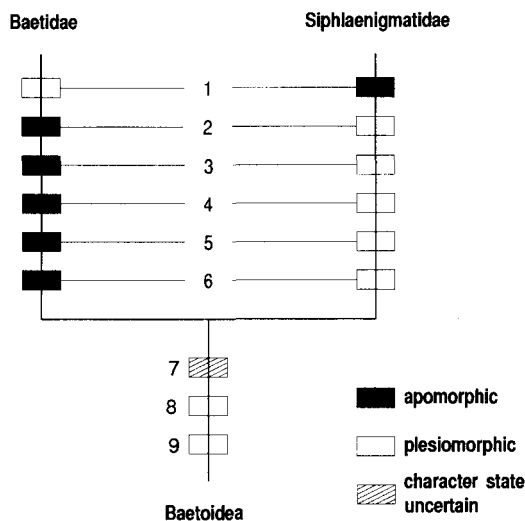 Baetidae
Siphlaenigmatidae
1
2
3
4
5
6
7
8
9
apomorphic
plesiomorphic
character state
uncertain
Baetoidea